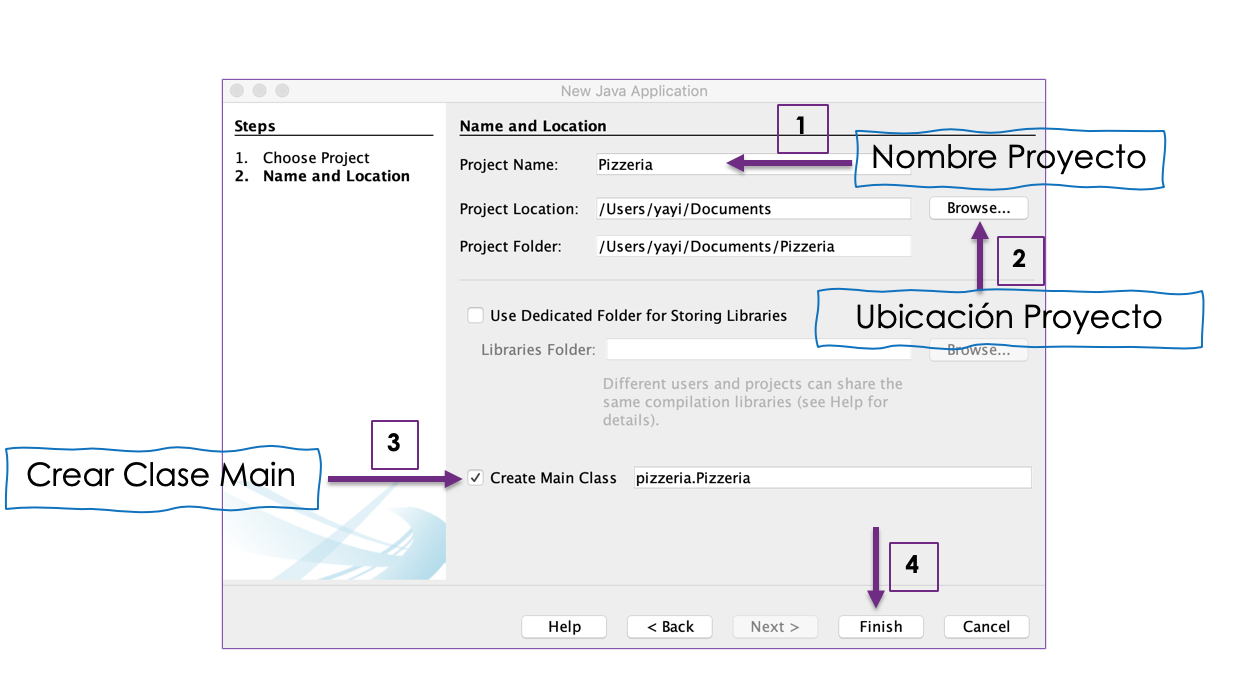 New Java Application
Steps
1. Choose Project
2. Name and Location
Name and Location
1
Project Name: Pizzeria
Nombre Proyecto
Project Location: /Users/yayi/Documents Browse...
Project Folder: /Users/yayi/Documents/Pizzeria
2
Ubicación Proyecto
Use Dedicated Folder for Storing Libraries
Libraries Folder: Browse...
Different users and projects can share the
same compilation libraries (see Help for
details).
3
Crear Clase Main
Create Main Class pizzeria.Pizzeria
4
Help < Back Next > Finish Cancel